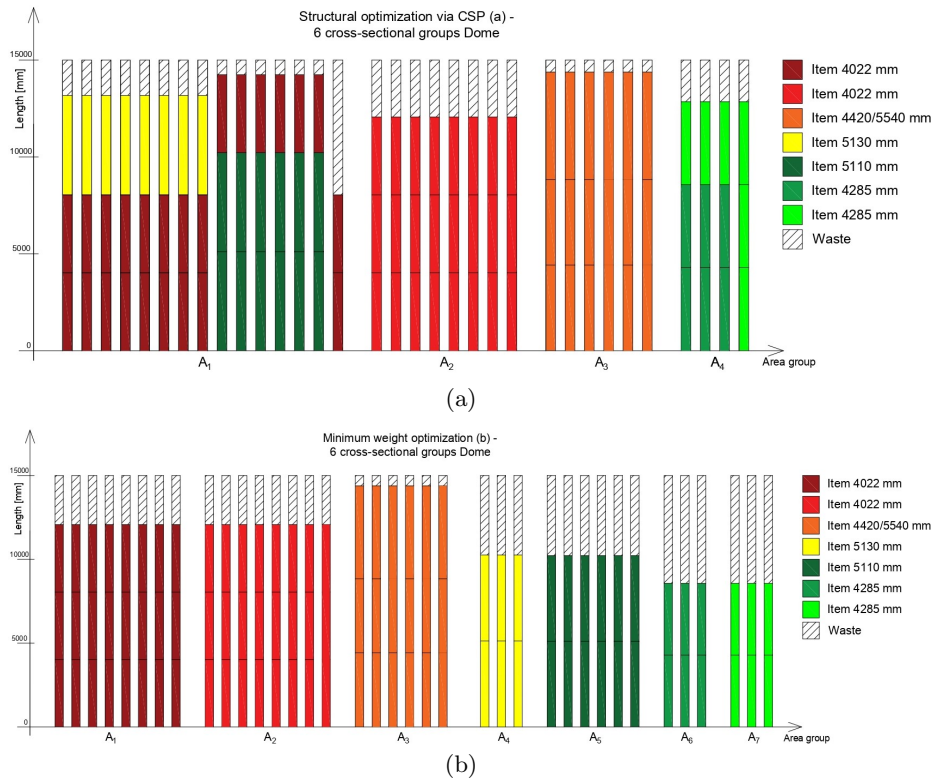 Structural optimization via CSP (a) -
6 cross-sectional groups Dome
Length [mm]
15000
10000
5000
0
A1
A2
A3
A4
Area group
Item 4022 mm
Item 4022 mm
Item 4420/5540 mm
Item 5130 mm
Item 5110 mm
Item 4285 mm
Item 4285 mm
Waste
(a)
Minimum weight optimization (b) -
6 cross-sectional groups Dome
Length [mm]
15000
10000
5000
0
A1
A2
A3
A4
A5
A6
A7
Area group
Item 4022 mm
Item 4022 mm
Item 4420/5540 mm
Item 5130 mm
Item 5110 mm
Item 4285 mm
Item 4285 mm
Waste
(b)